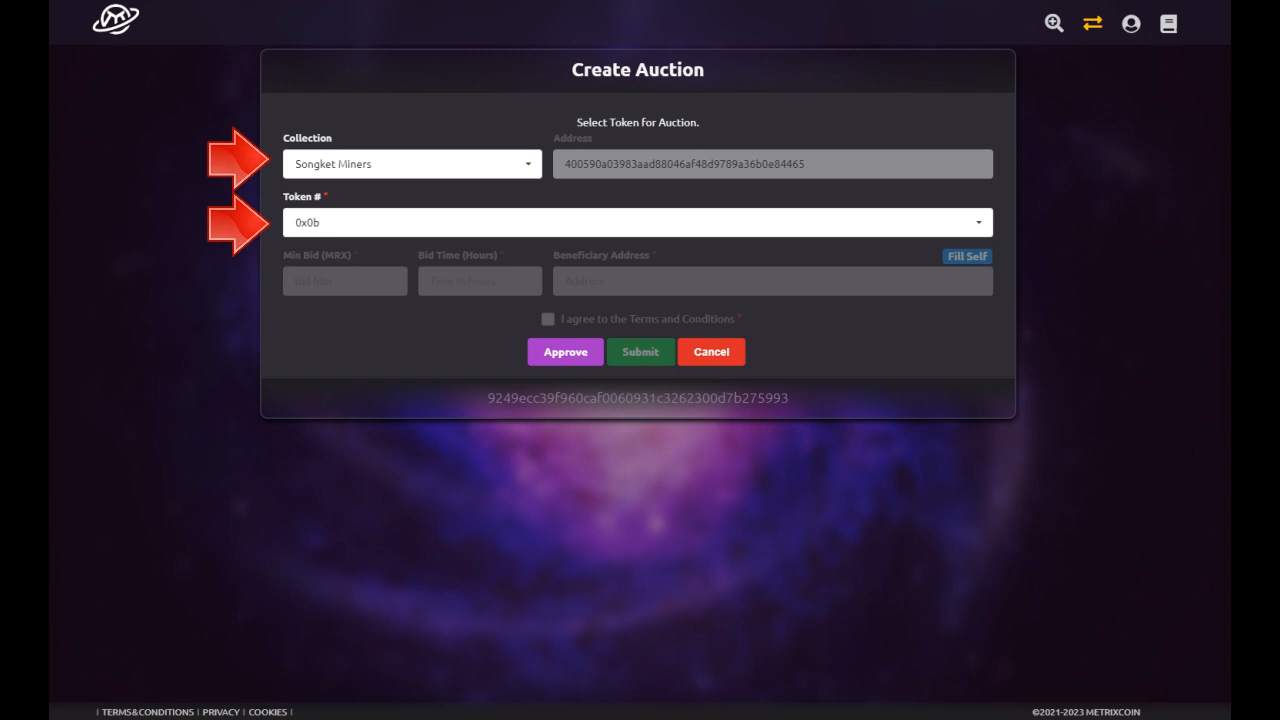 Create Auction
Select Token for Auction.
Collection Address
Songket Miners 400590a03983aad88046af48d9789a36b0e84465
Token # *
0x0b
Min Bid (MRX) * Bid Time (Hours) * Beneficiary Address * Fill Self
Bid Min Time in hours Address
I agree to the Terms and Conditions *
Approve Submit Cancel
9249ecc39f960caf0060931c3262300d7b275993
| TERMS&CONDITIONS | PRIVACY | COOKIES | ©2021-2023 METRIXCOIN